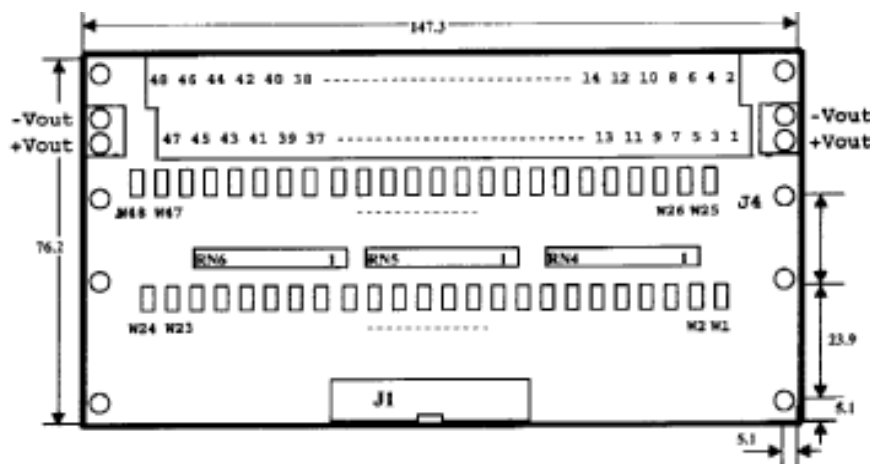 147.3
48 46 44 42 40 38 ---------------------- 14 12 10 8 6 4 2
-Vout -Vout
+Vout +Vout
47 45 43 41 39 37 ---------------------- 13 11 9 7 5 3 1
W48 W47 -------------- W26 W25 J4
76.2
RN6 1 RN5 1 RN4 1
W24 W23 -------------- W2 W1
23.9
J1
5.1
5.1